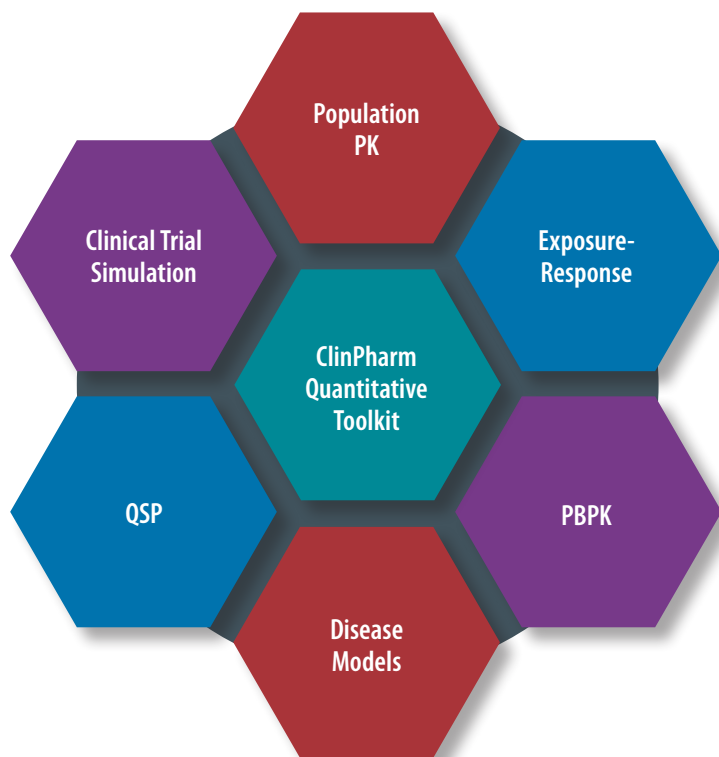 Population
PK
Clinical Trial
Simulation
Exposure-
Response
ClinPharm
Quantitative
Toolkit
QSP
PBPK
Disease
Models